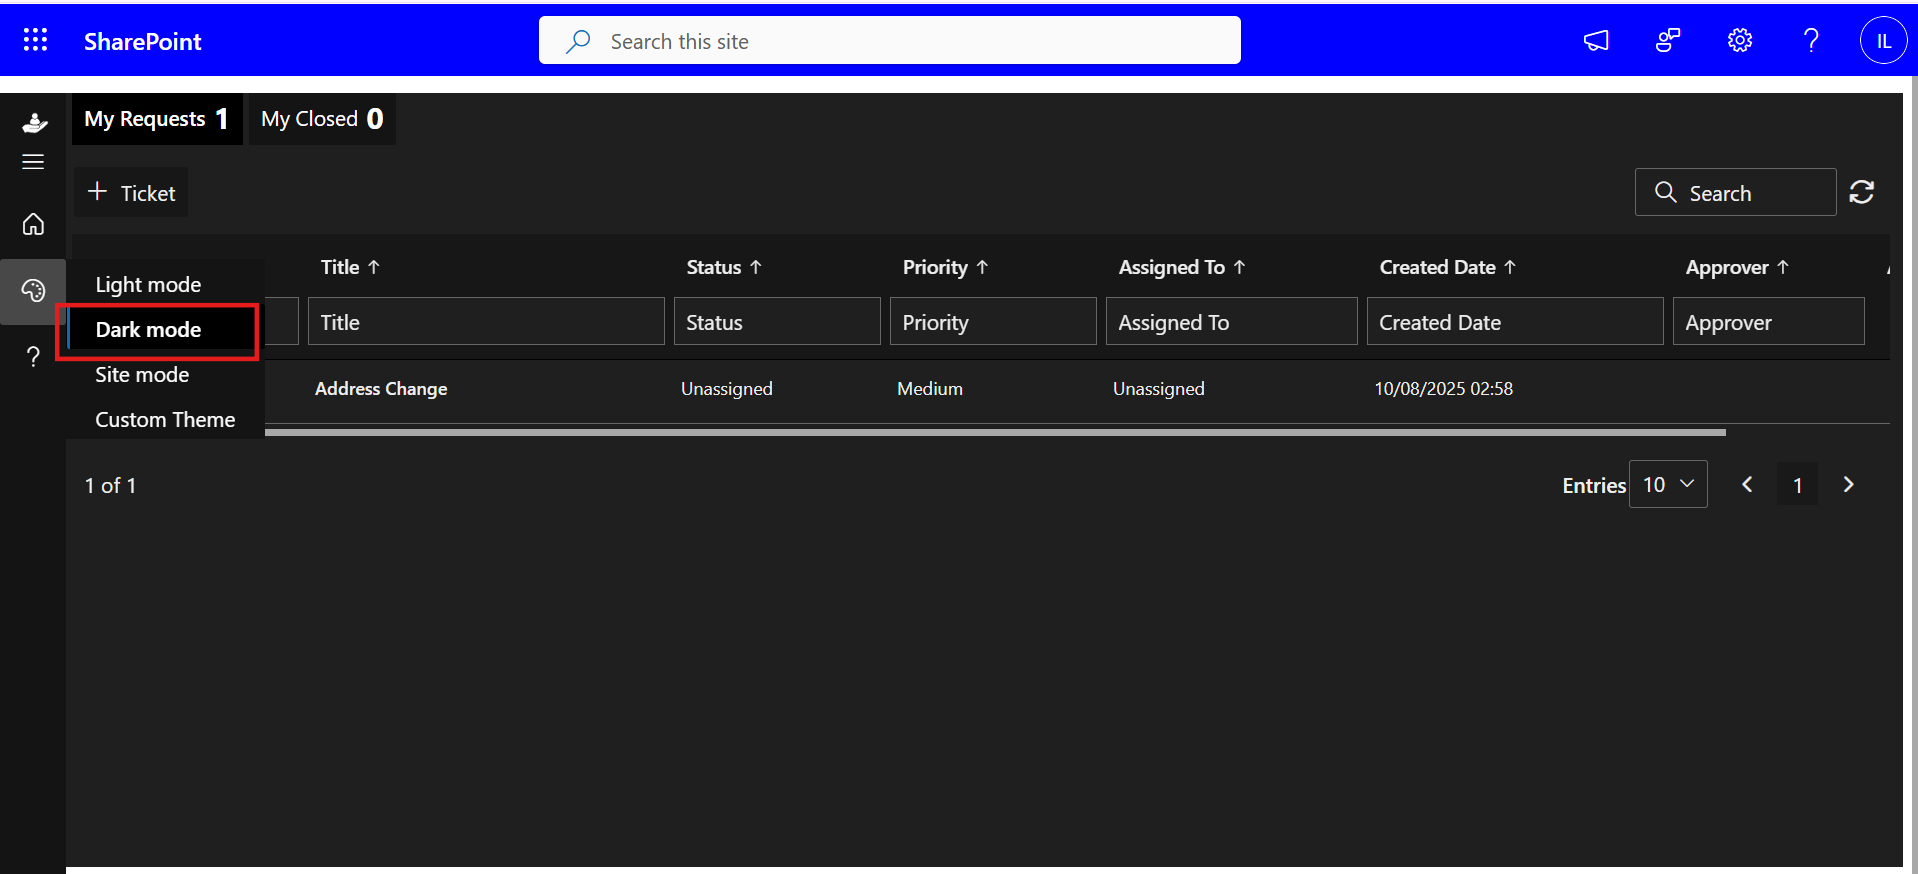 SharePoint
Search this site
IL
My Requests 1
My Closed 0
Ticket
Search
Title ↑
Status ↑
Priority ↑
Assigned To ↑
Created Date ↑
Approver ↑
Light mode
Dark mode
Site mode
Custom Theme
Title
Status
Priority
Assigned To
Created Date
Approver
Address Change
Unassigned
Medium
Unassigned
10/08/2025 02:58
1 of 1
Entries
10
1